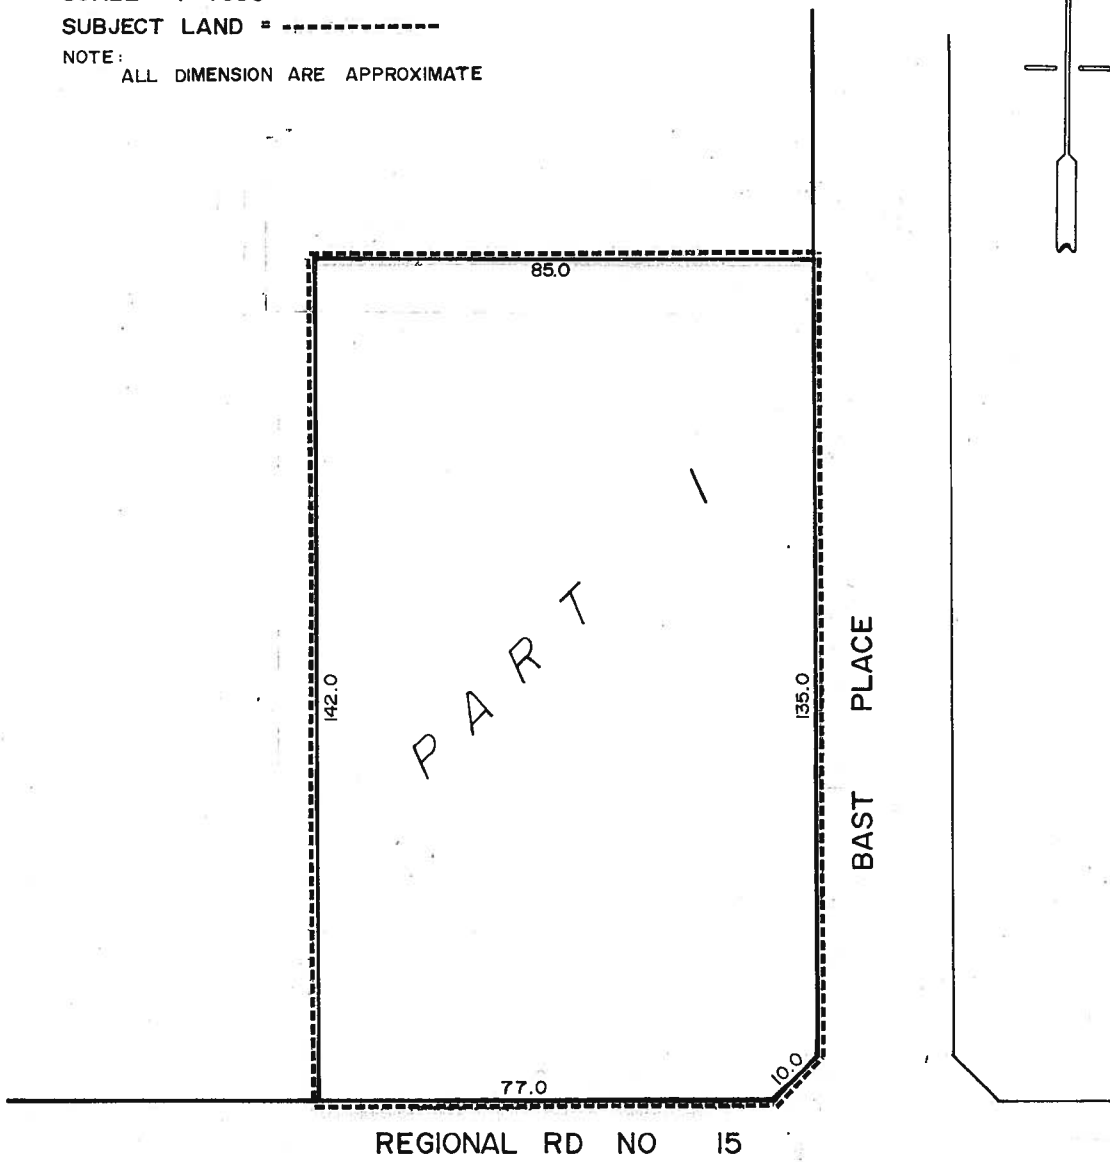 SUBJECT LAND = ----------------
NOTE:
ALL DIMENSION ARE APPROXIMATE
85.0
142.0
135.0
PART 1
BAST PLACE
10.0
77.0
REGIONAL RD NO 15